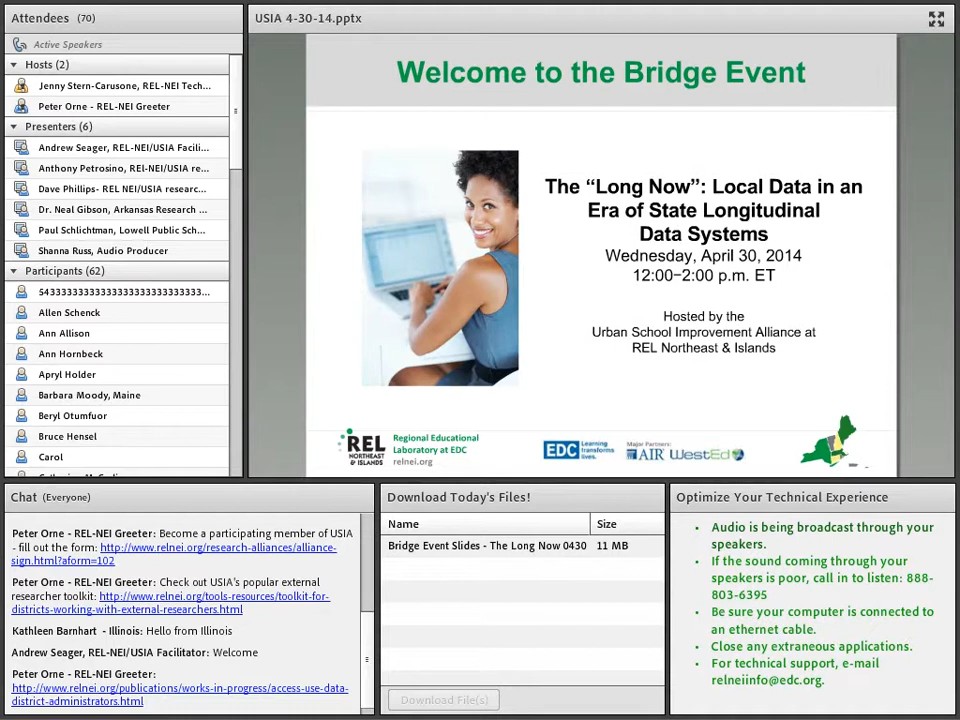 Attendees (70)
Active Speakers
Hosts (2)
Jenny Stern-Carusone, REL-NEI Tech...
Peter Orne - REL-NEI Greeter
Presenters (6)
Andrew Seager, REL-NEI/USIA Facili...
Anthony Petrosino, REl-NEI/USIA re...
Dave Phillips- REL NEI/USIA researc...
Dr. Neal Gibson, Arkansas Research ...
Paul Schlichtman, Lowell Public Sch...
Shanna Russ, Audio Producer
Participants (62)
Allen Schenck
Ann Allison
Ann Hornbeck
Apryl Holder
Barbara Moody, Maine
Beryl Otumfuor
Bruce Hensel
Carol
USIA 4-30-14.pptx
Welcome to the Bridge Event
The “Long Now”: Local Data in an
Era of State Longitudinal
Data Systems
Wednesday, April 30, 2014
12:00–2:00 p.m. ET
Hosted by the
Urban School Improvement Alliance at
REL Northeast & Islands
REL
NORTHEAST
& ISLANDS
Regional Educational
Laboratory at EDC
relnei.org
EDC
Learning
transforms
lives.
Major Partners:
AIR WestEd
Chat (Everyone)
Peter Orne - REL-NEI Greeter: Become a participating member of USIA
- fill out the form: http://www.relnei.org/research-alliances/alliance-
sign.html?aform=102
Peter Orne - REL-NEI Greeter: Check out USIA's popular external
researcher toolkit: http://www.relnei.org/tools-resources/toolkit-for-
districts-working-with-external-researchers.html
Kathleen Barnhart - Illinois: Hello from Illinois
Andrew Seager, REL-NEI/USIA Facilitator: Welcome
Peter Orne - REL-NEI Greeter:
http://www.relnei.org/publications/works-in-progress/access-use-data-
district-administrators.html
Download Today's Files!
Name Size
Bridge Event Slides - The Long Now 0430 11 MB
Download File(s)
Optimize Your Technical Experience
• Audio is being broadcast through your
speakers.
• If the sound coming through your
speakers is poor, call in to listen: 888-
803-6395
• Be sure your computer is connected to
an ethernet cable.
• Close any extraneous applications.
• For technical support, e-mail
relneiinfo@edc.org.